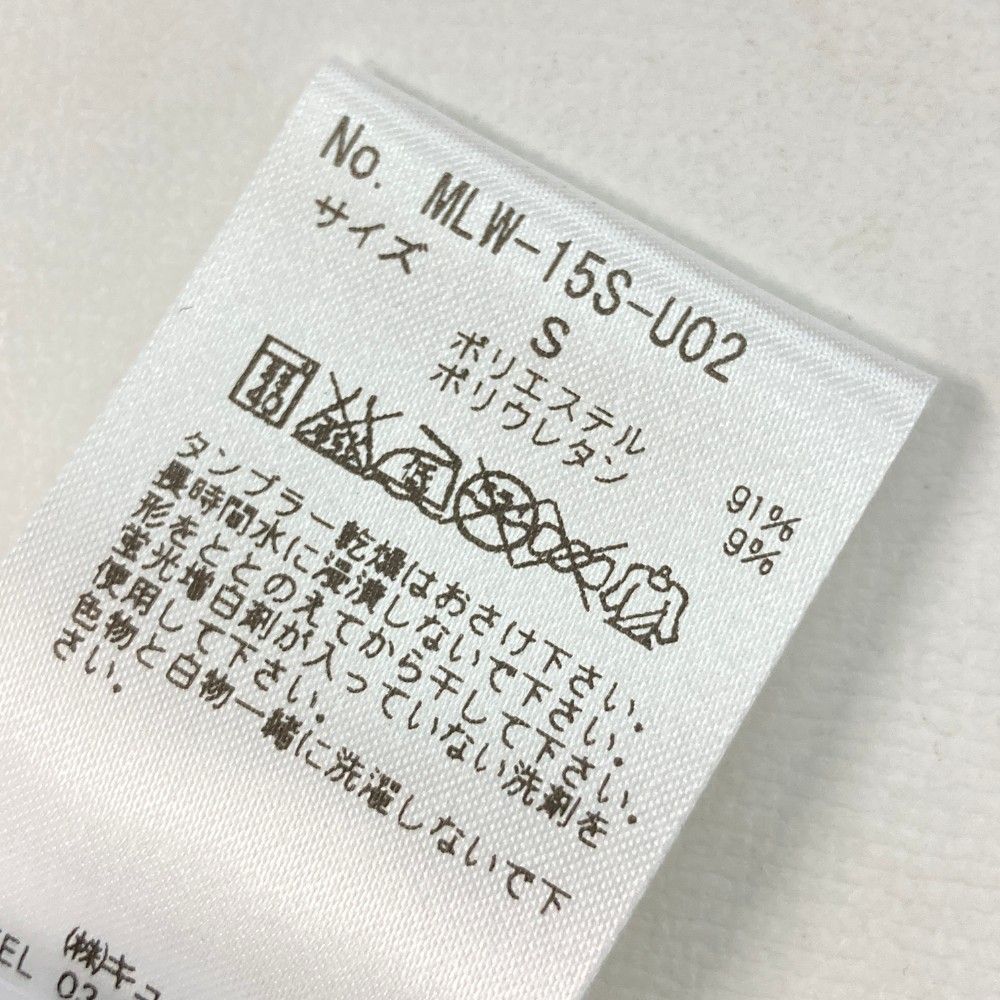 No. MLW-15S-U02
サイズ S
ポリエステル 91%
ポリウレタン 9%
40 低
タンブラー乾燥はおさけ下さい.
長時間水に浸漬しないで下さい.
形をととのえてから干して下さい.
蛍光増白剤が入っていない洗剤を
使用して下さい.
色物と白物一緒に洗濯しないで下
さい.
(株)キュ
EL 03